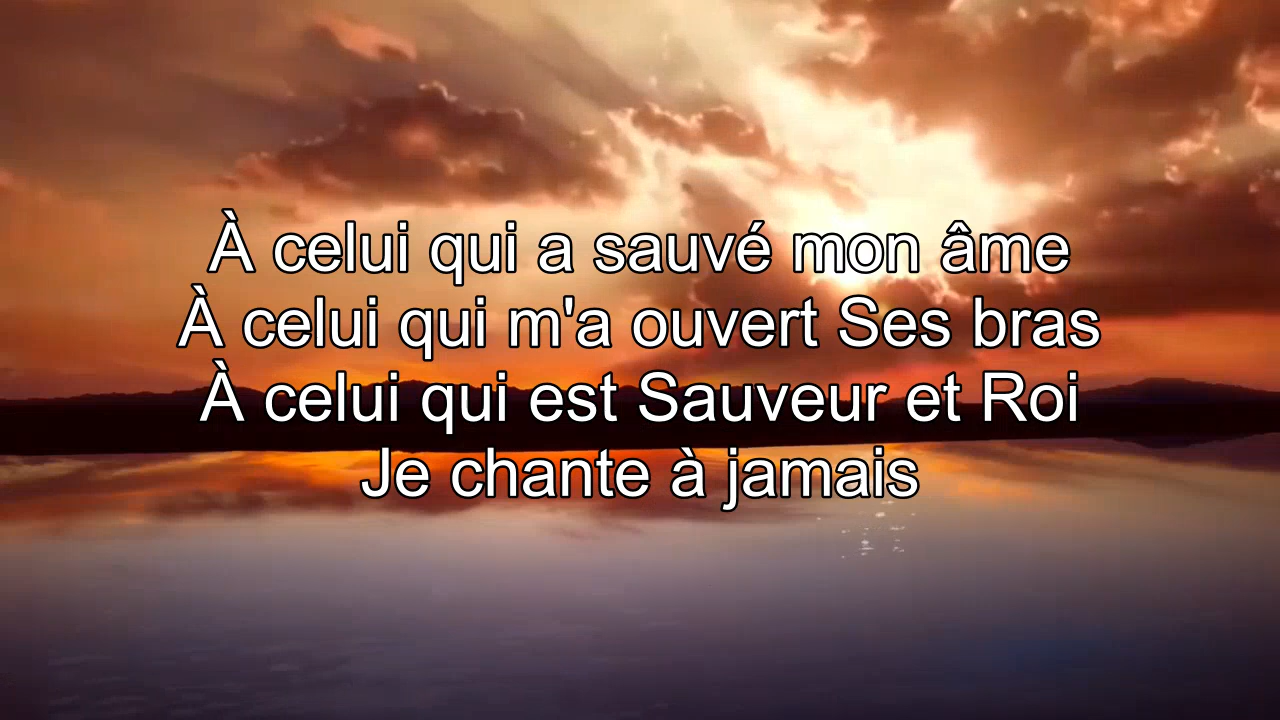 À celui qui a sauvé mon âme
À celui qui m'a ouvert Ses bras
À celui qui est Sauveur et Roi
Je chante à jamais